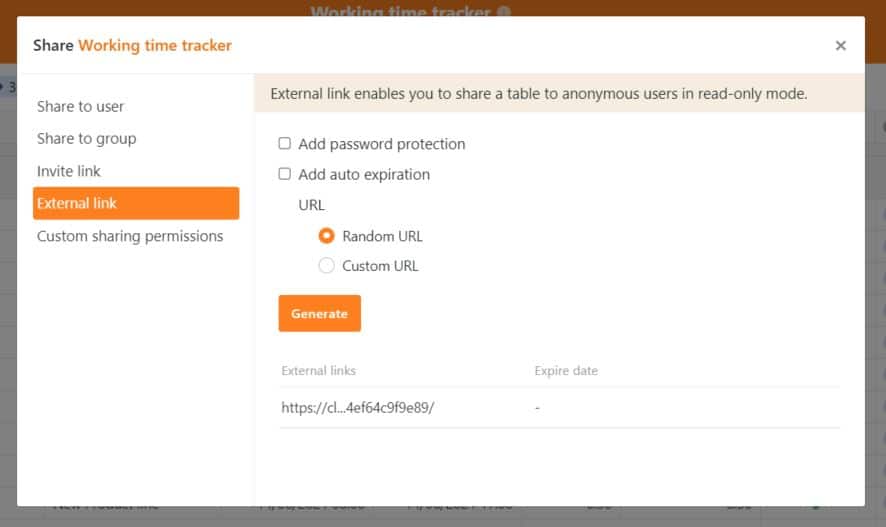 Working time tracker
Share Working time tracker
×
3
External link enables you to share a table to anonymous users in read-only mode.
Share to user
Share to group
Invite link
External link
Custom sharing permissions
Add password protection
Add auto expiration
URL
Random URL
Custom URL
Generate
External links Expire date
https://cl...4ef64c9f9e89/ -